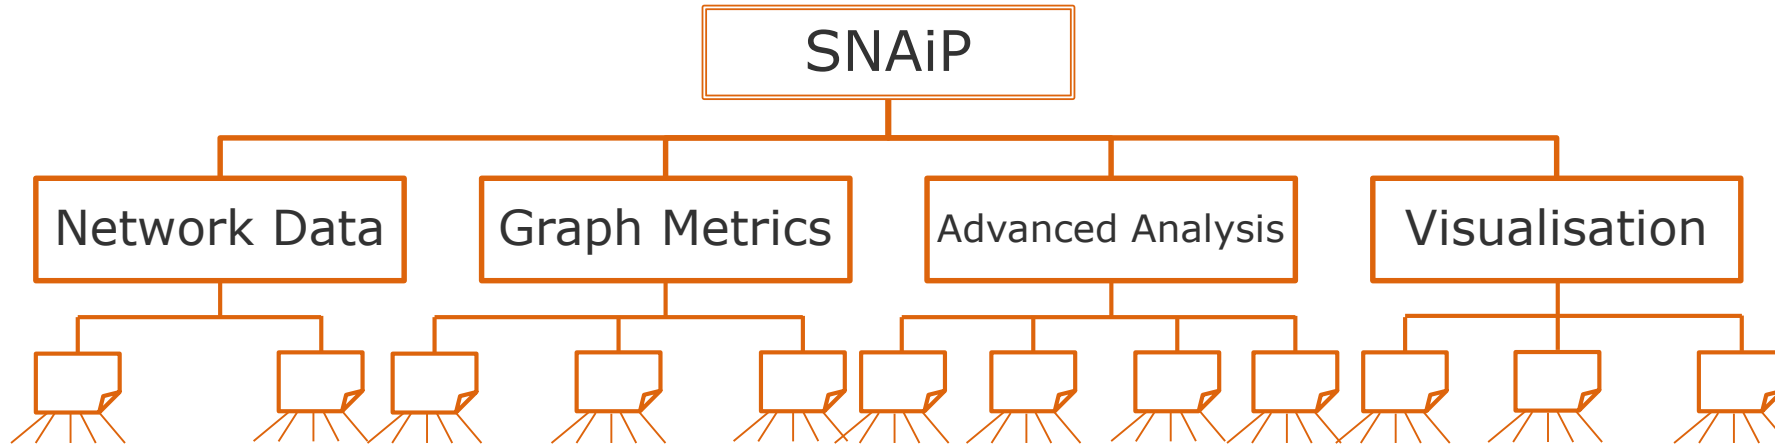 SNAiP
Network Data
Graph Metrics
Advanced Analysis
Visualisation